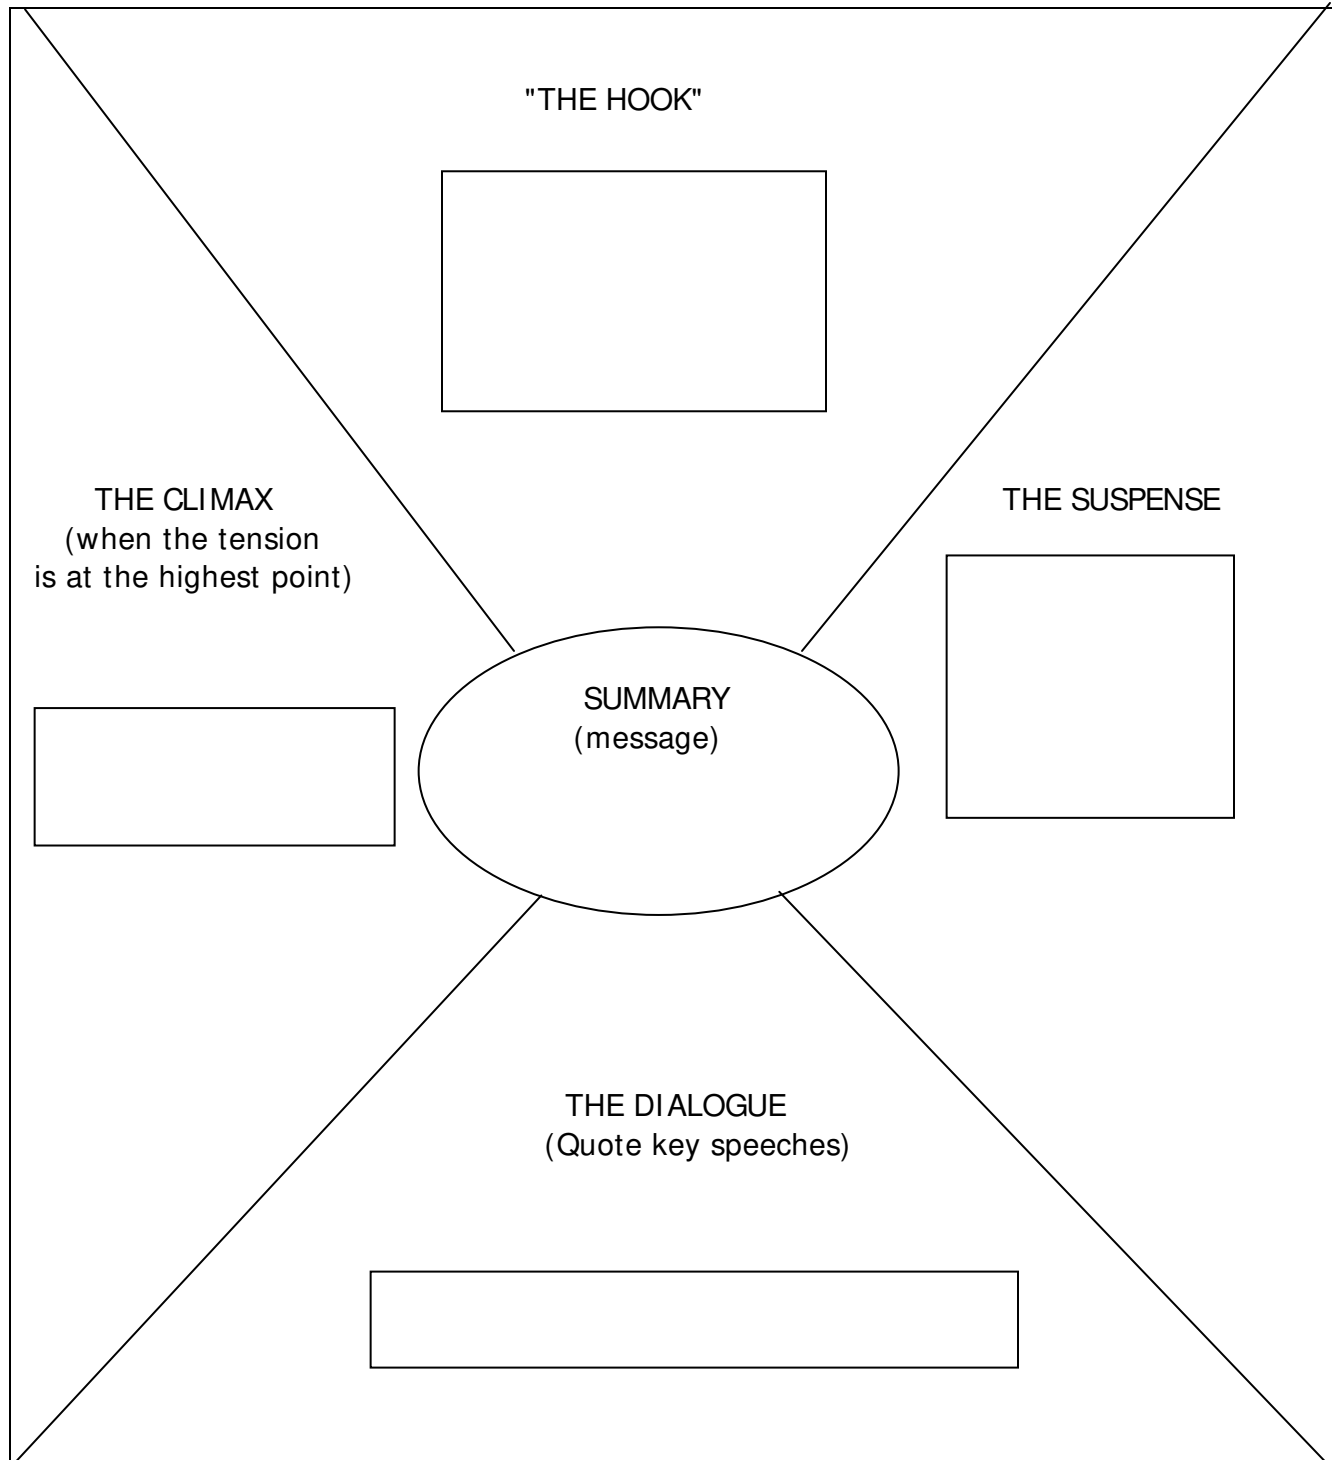 "THE HOOK"
THE CLIMAX
(when the tension
is at the highest point)
THE SUSPENSE
SUMMARY
(message)
THE DIALOGUE
(Quote key speeches)